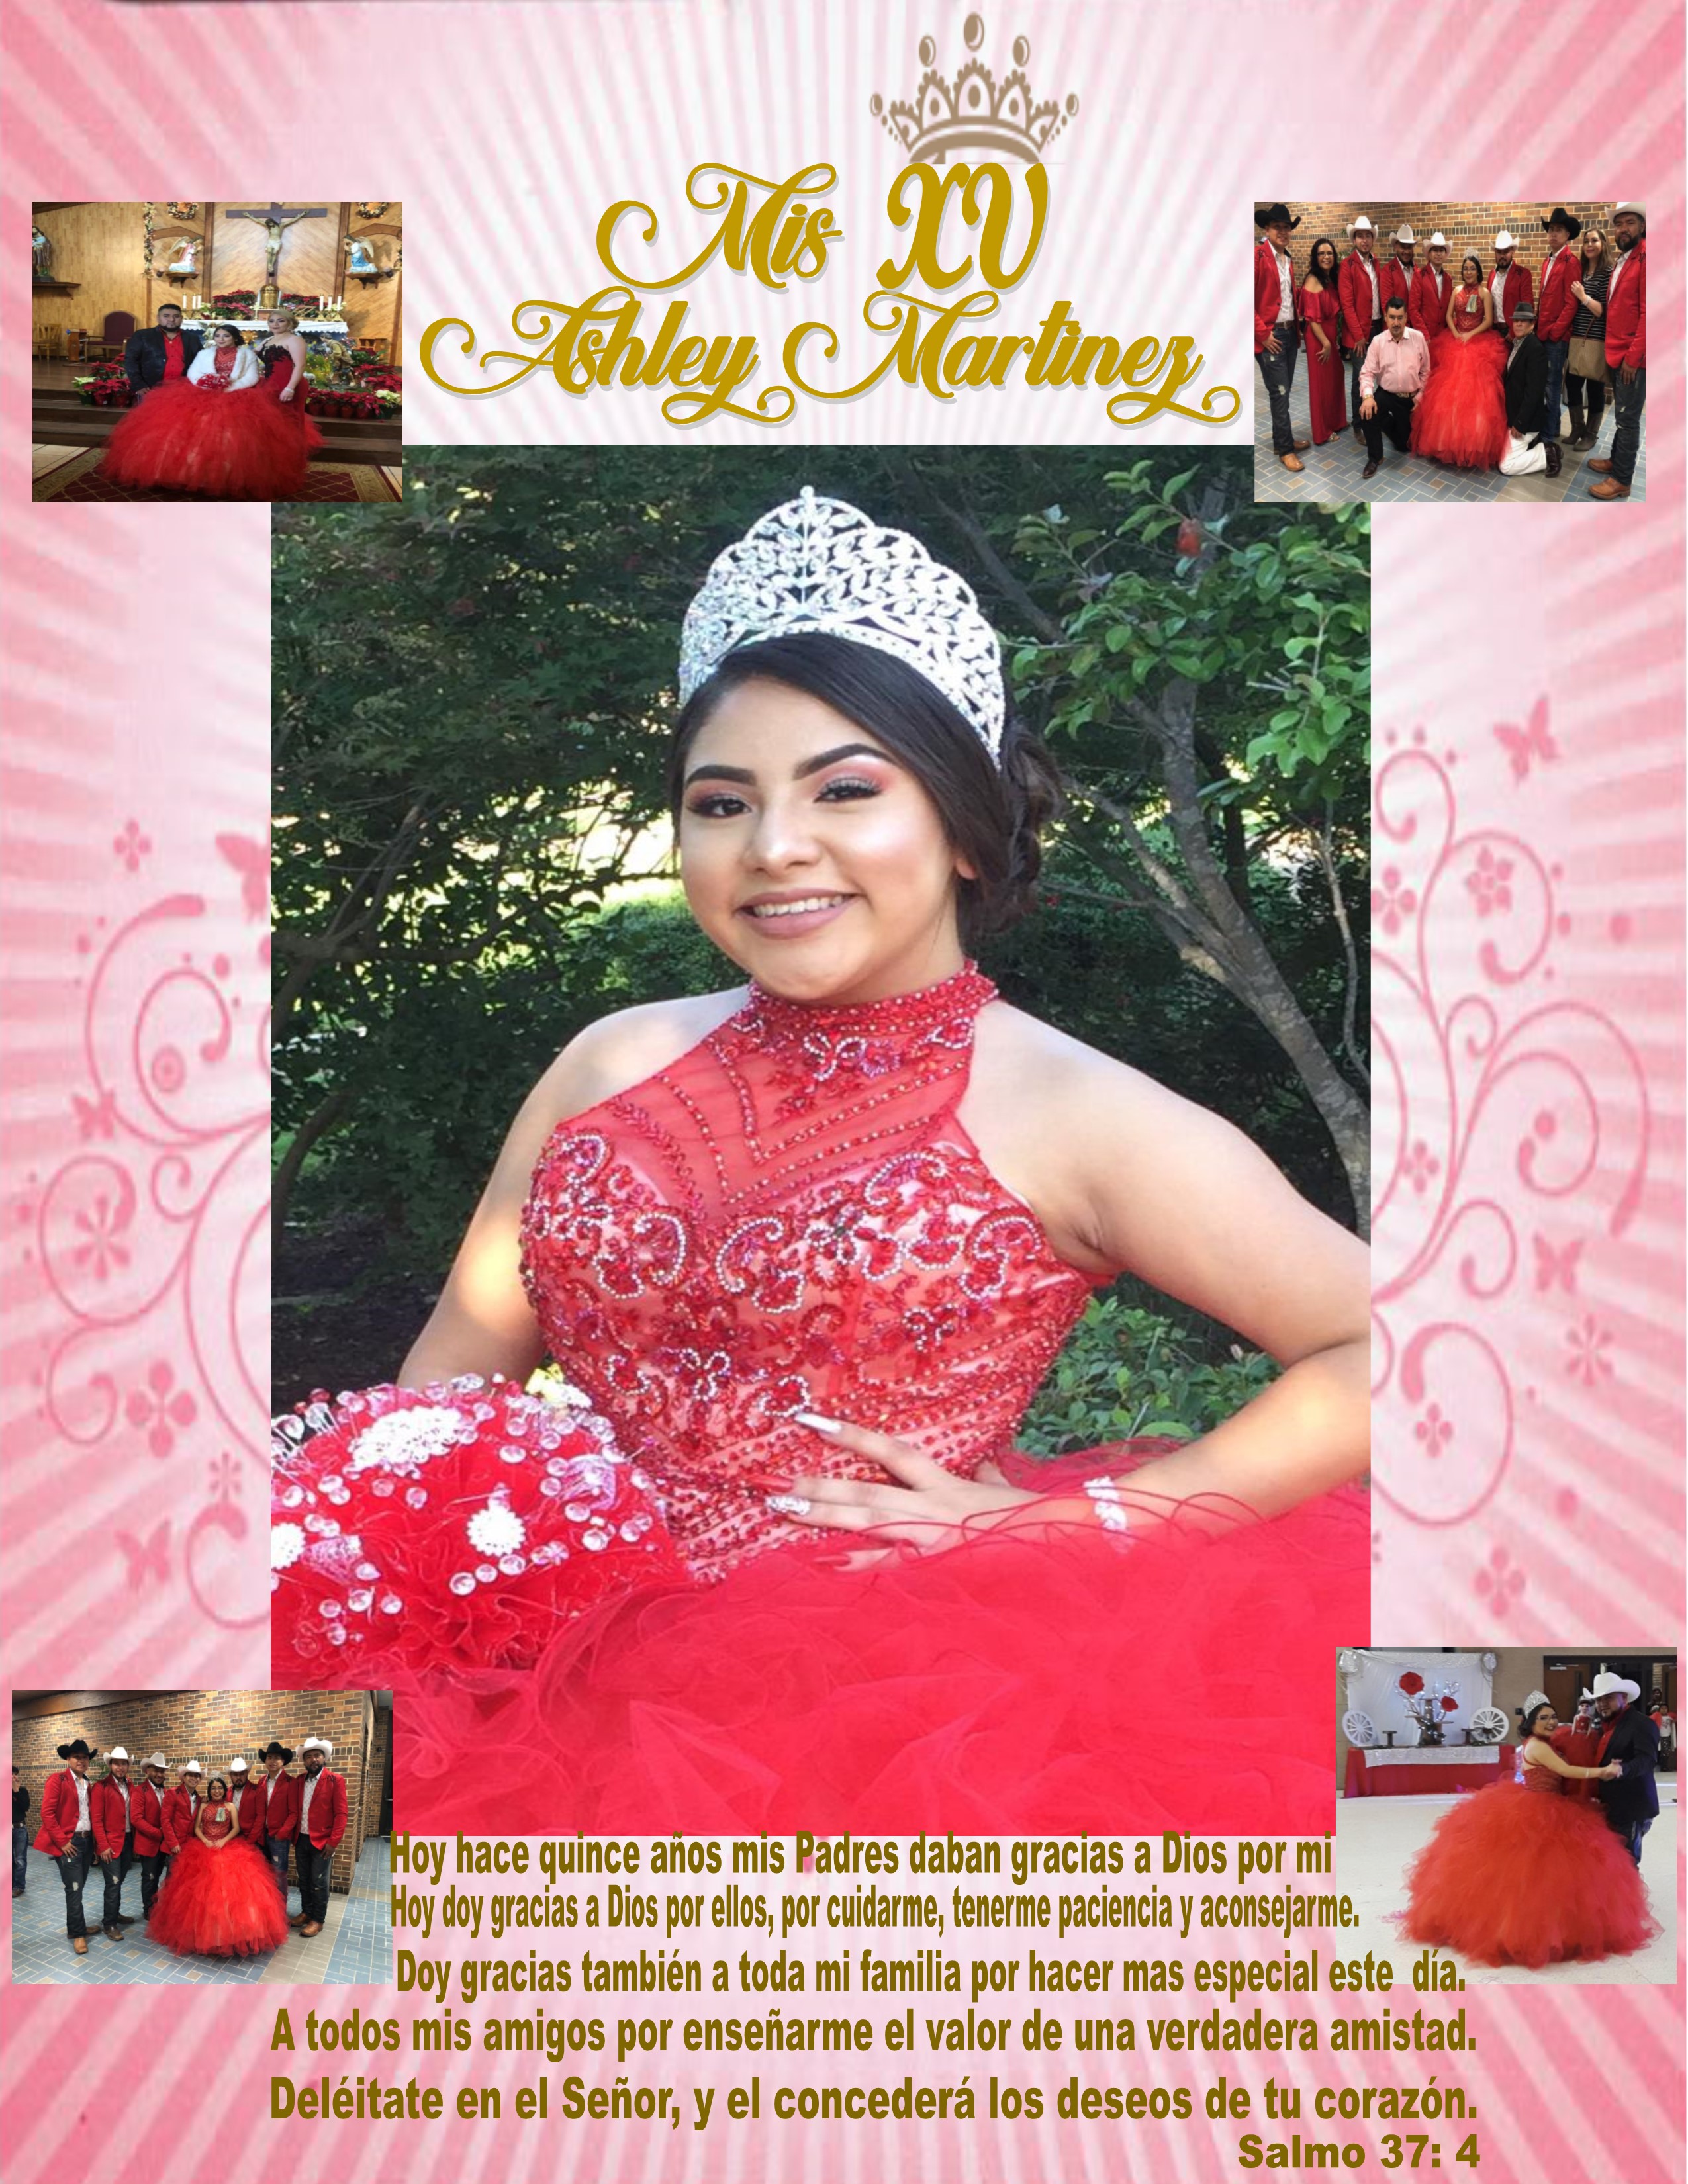 Mis XV
Ashley Martinez
Hoy hace quince años mis Padres daban gracias a Dios por mi
Hoy doy gracias a Dios por ellos, por cuidarme, tenerme paciencia y aconsejarme.
Doy gracias también a toda mi familia por hacer mas especial este día.
A todos mis amigos por enseñarme el valor de una verdadera amistad.
Deléitate en el Señor, y el concederá los deseos de tu corazón.
Salmo 37: 4